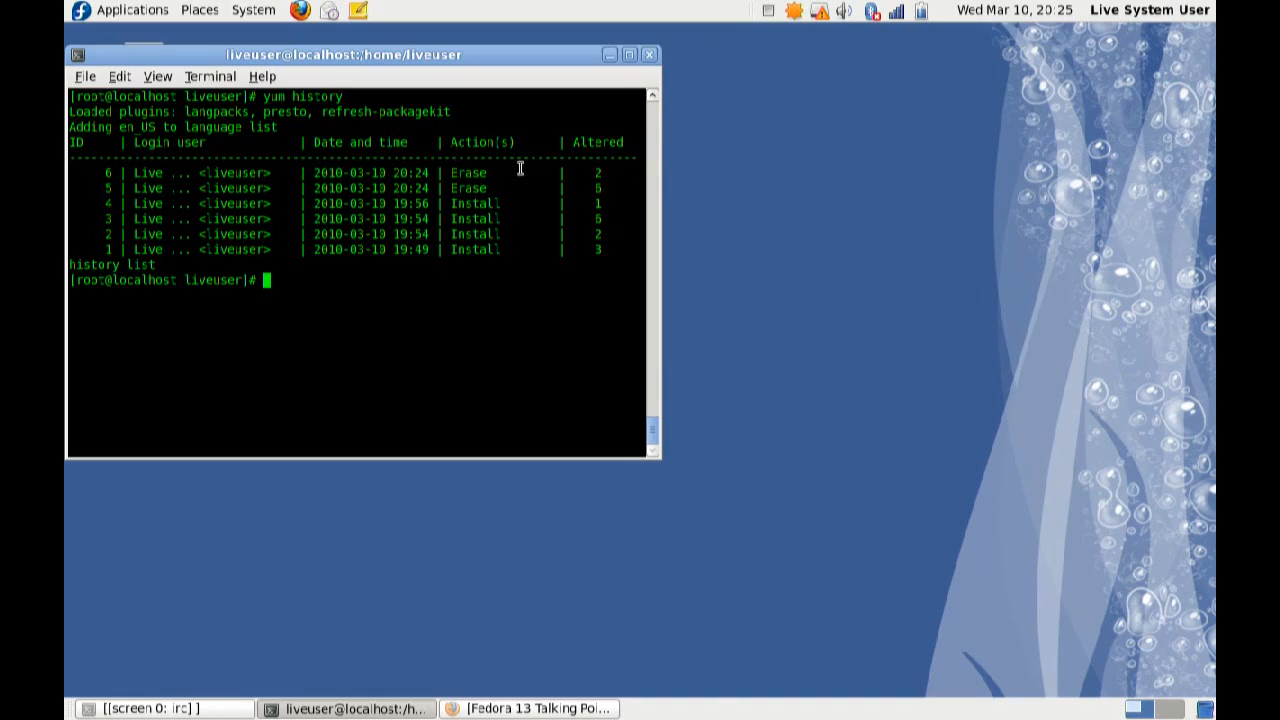 Applications Places System Wed Mar 10, 20:25 Live System User
liveuser@localhost:/home/liveuser
File Edit View Terminal Help
[root@localhost liveuser]# yum history
Loaded plugins: langpacks, presto, refresh-packagekit
Adding en_US to language list
ID | Login user | Date and time | Action(s) | Altered
-------------------------------------------------------------------------------
6 | Live ... <liveuser> | 2010-03-10 20:24 | Erase | 2
5 | Live ... <liveuser> | 2010-03-10 20:24 | Erase | 6
4 | Live ... <liveuser> | 2010-03-10 19:56 | Install | 1
3 | Live ... <liveuser> | 2010-03-10 19:54 | Install | 6
2 | Live ... <liveuser> | 2010-03-10 19:54 | Install | 2
1 | Live ... <liveuser> | 2010-03-10 19:49 | Install | 3
history list
[root@localhost liveuser]#
[[screen 0: irc] ] liveuser@localhost:/h... [Fedora 13 Talking Poi...